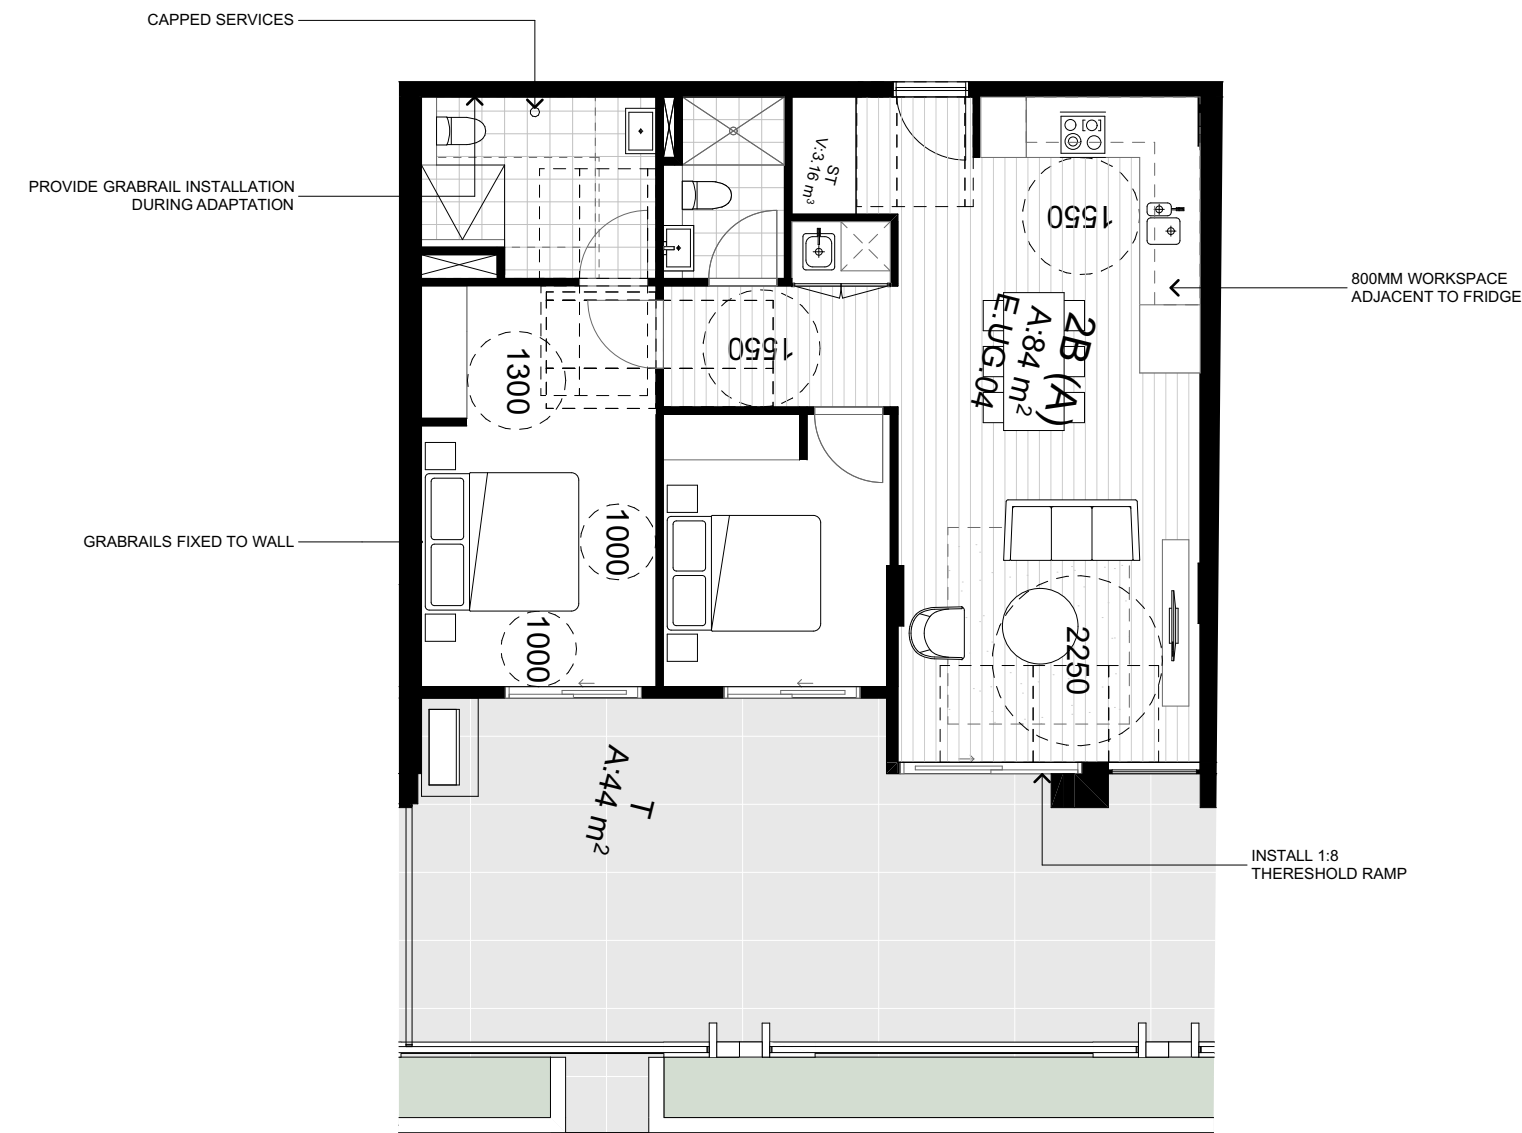 CAPPED SERVICES
PROVIDE GRABRAIL INSTALLATION
DURING ADAPTATION
ST
V:3.16 m³
1550
800MM WORKSPACE
ADJACENT TO FRIDGE
2B (A)
A:84 m²
E:UG.04
1550
1300
GRABRAILS FIXED TO WALL
1000
1000
2250
T
A:44 m²
INSTALL 1:8
THERESHOLD RAMP